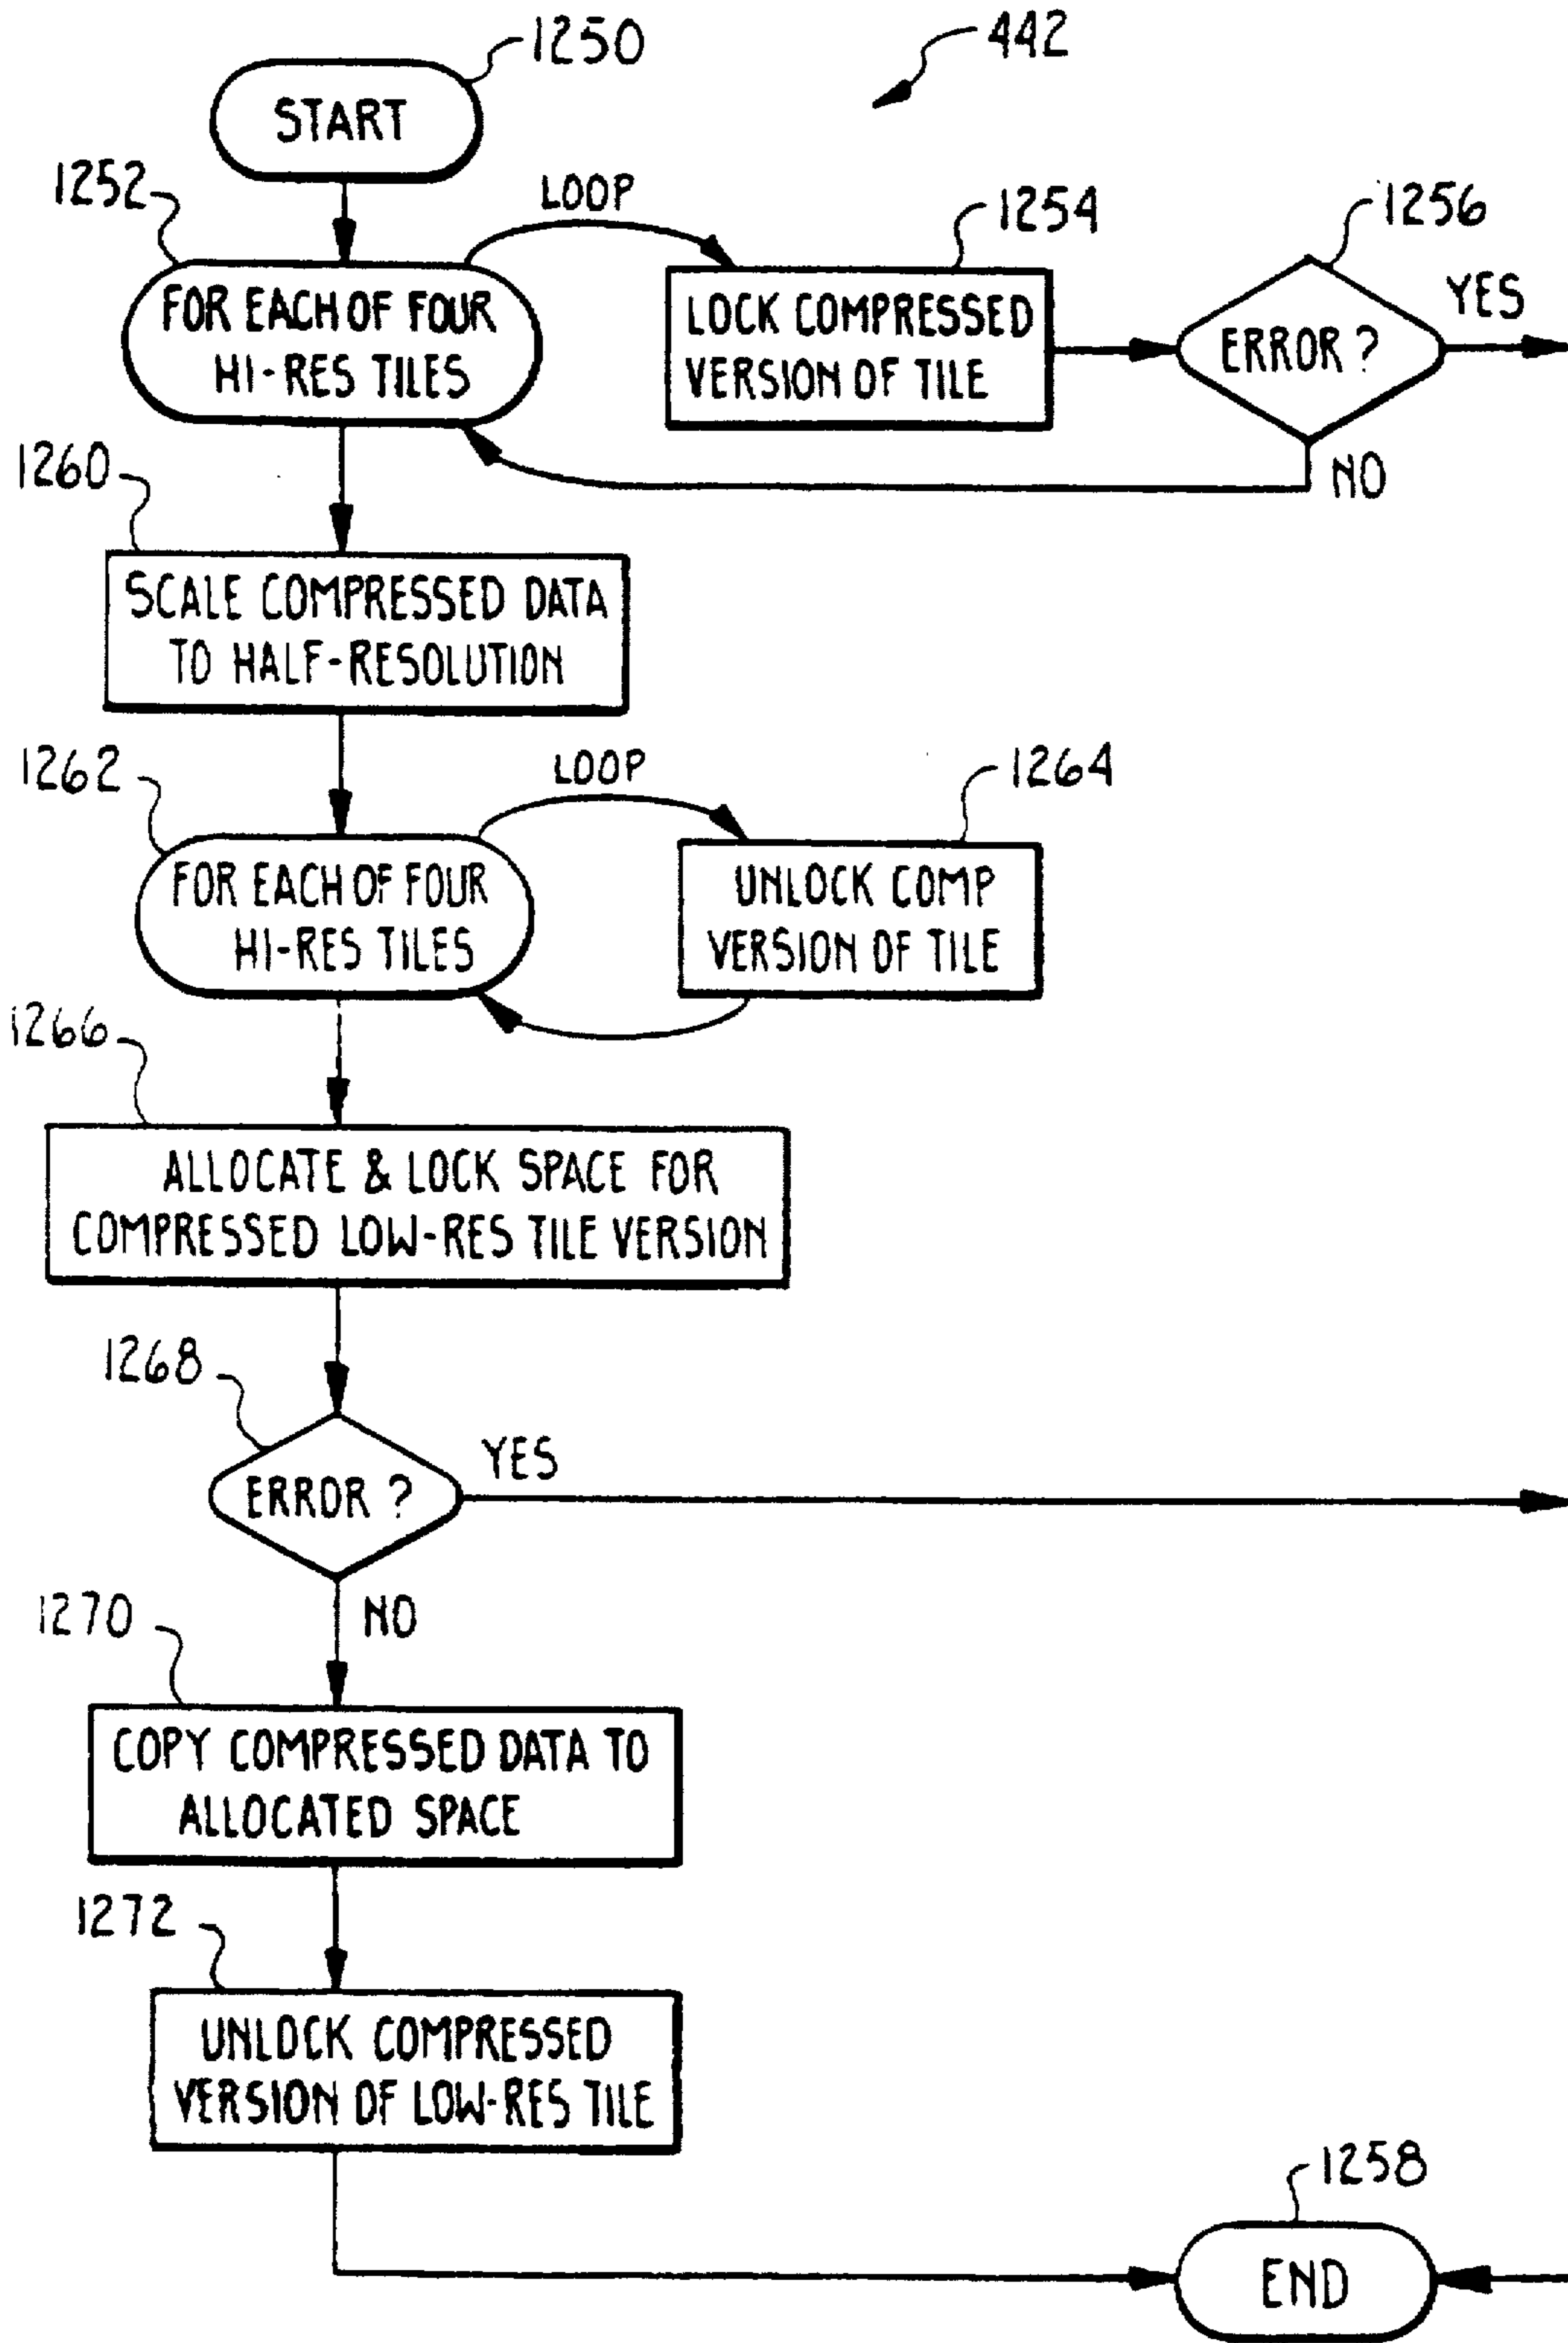 1250
442
START
1252
LOOP
1254
1256
FOR EACH OF FOUR
HI-RES TILES
LOCK COMPRESSED
VERSION OF TILE
ERROR ?
YES
NO
1260
SCALE COMPRESSED DATA
TO HALF-RESOLUTION
1262
LOOP
1264
FOR EACH OF FOUR
HI-RES TILES
UNLOCK COMP
VERSION OF TILE
1266
ALLOCATE & LOCK SPACE FOR
COMPRESSED LOW-RES TILE VERSION
1268
ERROR ?
YES
NO
1270
COPY COMPRESSED DATA TO
ALLOCATED SPACE
1272
UNLOCK COMPRESSED
VERSION OF LOW-RES TILE
1258
END